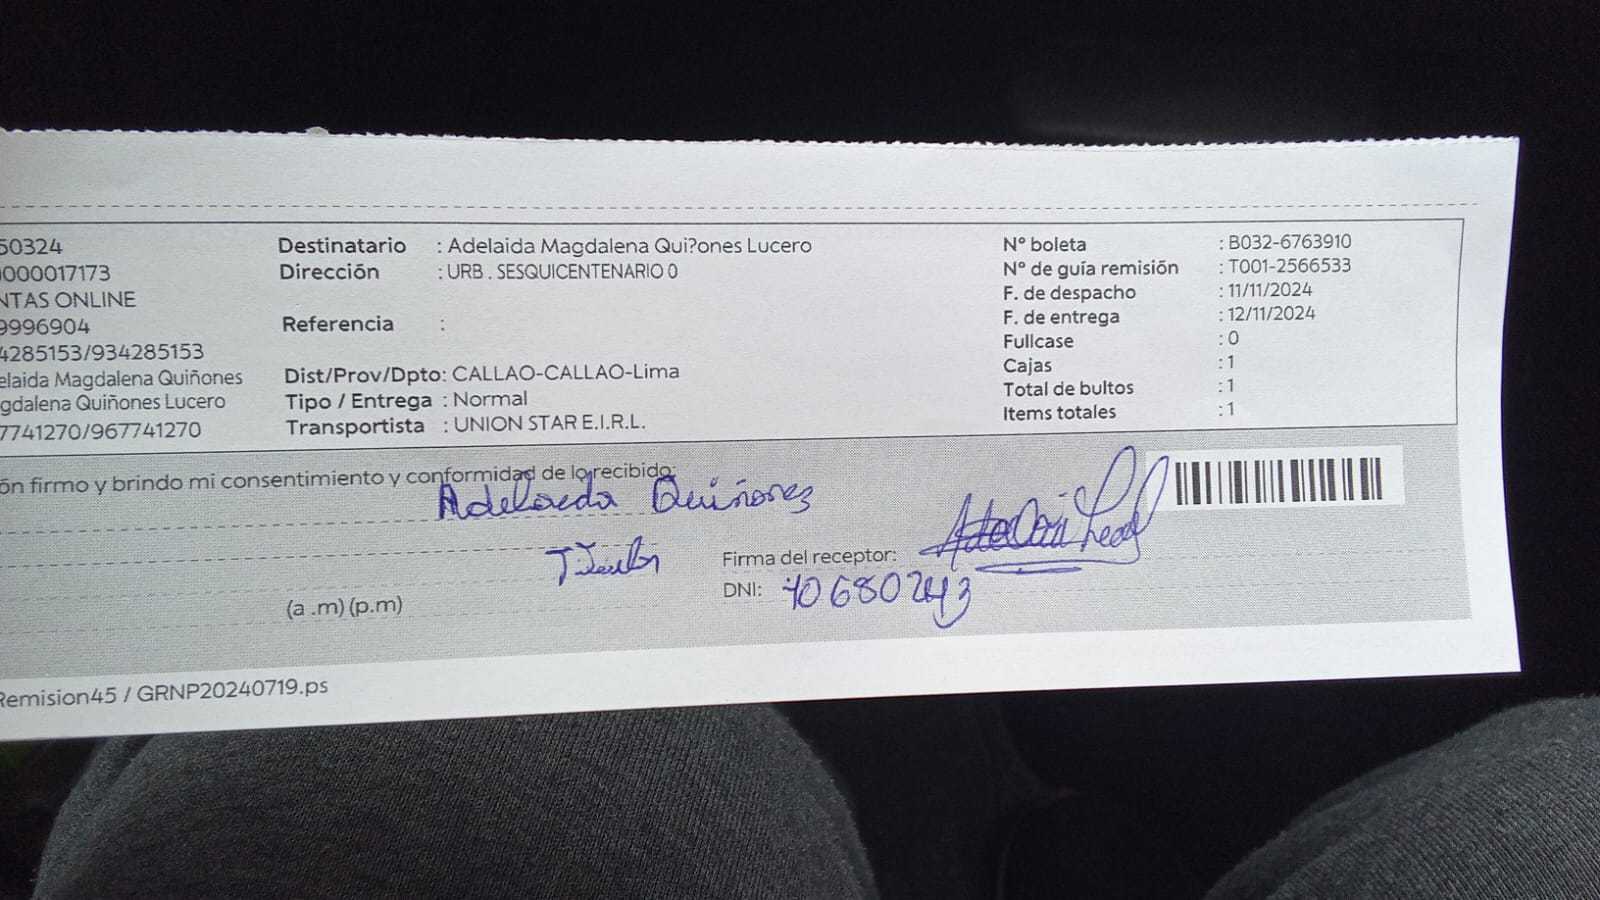 50324
0000017173
NTAS ONLINE
9996904
4285153/934285153
elaida Magdalena Quiñones
gdalena Quiñones Lucero
7741270/967741270
Destinatario : Adelaida Magdalena Qui?ones Lucero
Dirección : URB . SESQUICENTENARIO 0
Referencia :
Dist/Prov/Dpto: CALLAO-CALLAO-Lima
Tipo / Entrega : Normal
Transportista : UNION STAR E.I.R.L.
Nº boleta : B032-6763910
Nº de guía remisión : T001-2566533
F. de despacho : 11/11/2024
F. de entrega : 12/11/2024
Fullcase : 0
Cajas : 1
Total de bultos : 1
Items totales : 1
ón firmo y brindo mi consentimiento y conformidad de lo recibido:
Adelaeda Quiñones
Firma del receptor:
DNI: 40680243
(a .m) (p.m)
Remision45 / GRNP20240719.ps